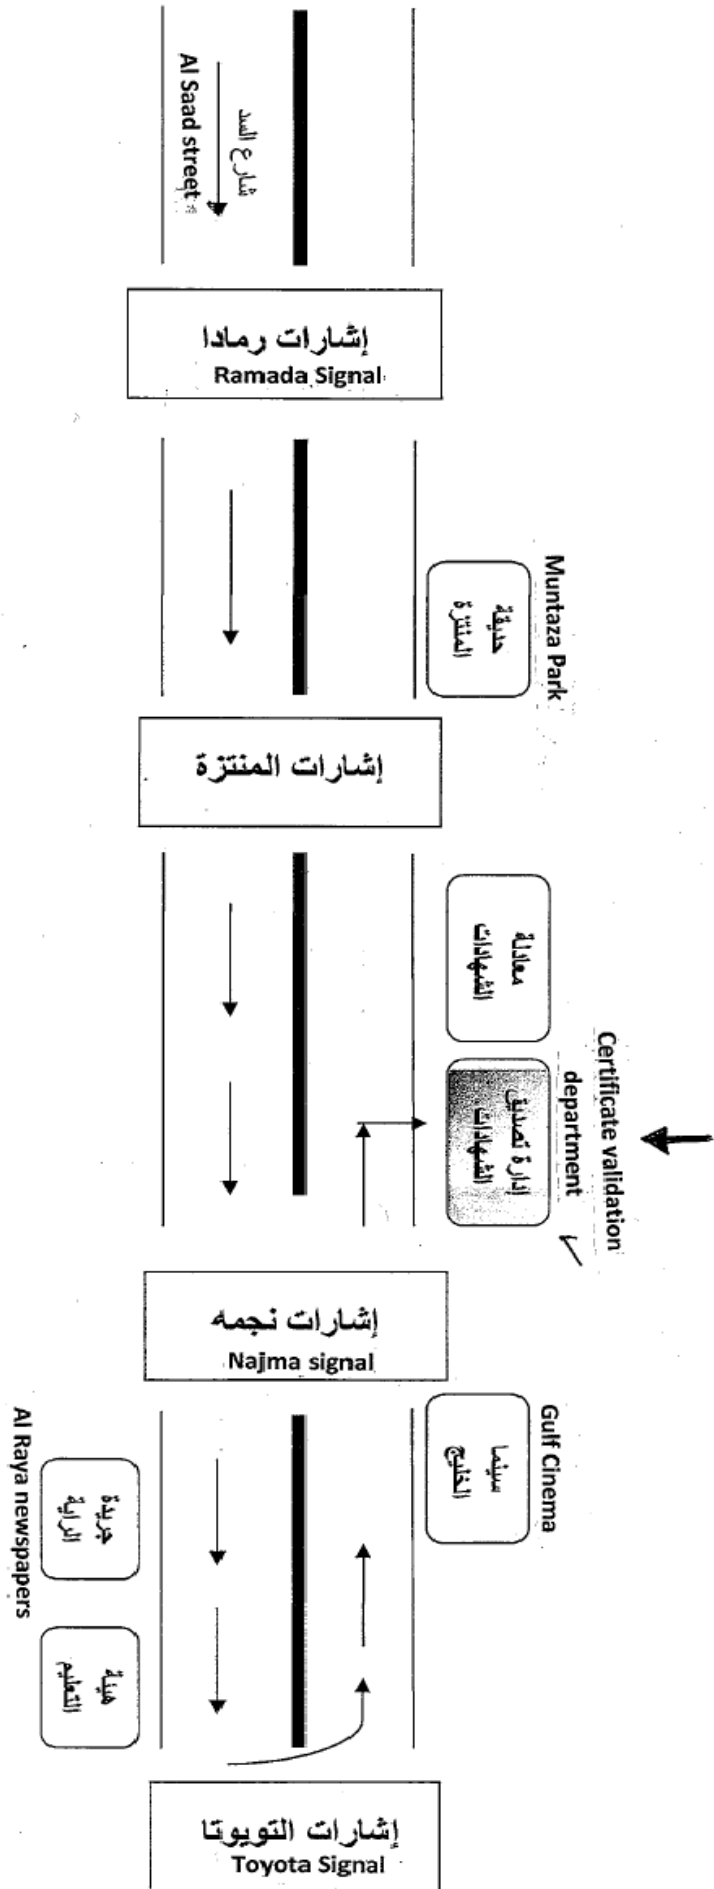 شارع السد
Al Saad street
إشارات رمادا
Ramada Signal
حديقة
المنتزة
Muntaza Park
إشارات المنتزة
معادلة
الشهادات
إدارة تصديق
الشهادات
Certificate validation
department
إشارات نجمه
Najma signal
سينما
الخليج
Gulf Cinema
جريدة
الراية
Al Raya newspapers
هيئة
التعليم
إشارات التويوتا
Toyota Signal